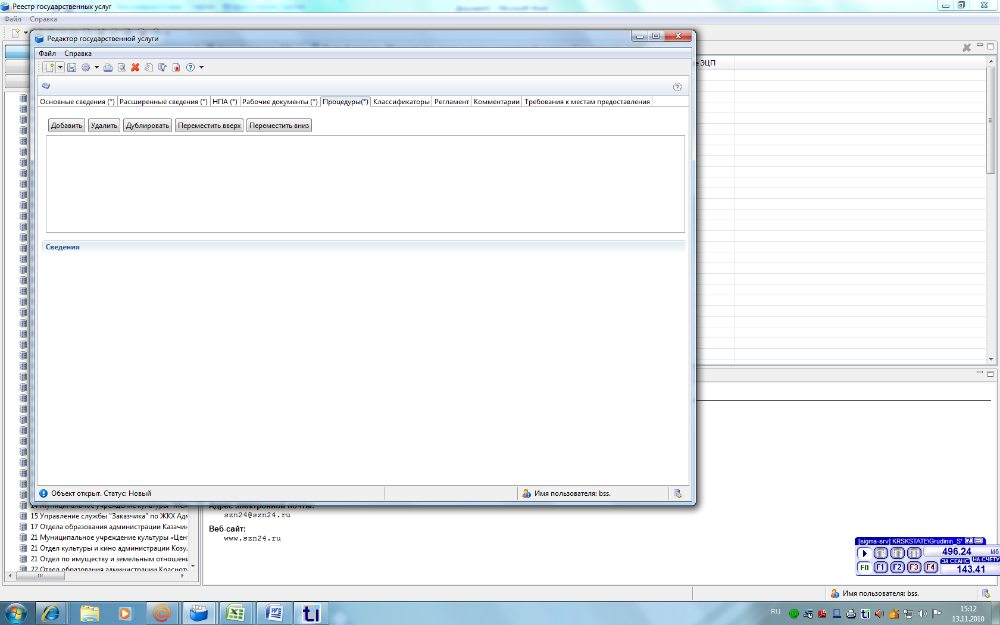 Реестр государственных услуг
Файл Справка
Редактор государственной услуги
Файл Справка
Основные сведения (*) Расширенные сведения (*) НПА (*) Рабочие документы (*) Процедуры(*) Классификаторы Регламент Комментарии Требования к местам предоставления
ЭЦП
Добавить Удалить Дублировать Переместить вверх Переместить вниз
Сведения
Объект открыт. Статус: Новый
Имя пользователя: bss.
Адрес электронной почты:
szn24@szn24.ru
Веб-сайт:
www.szn24.ru
14 Муниципальное учреждение культуры
15 Управление службы "Заказчика" по ЖКХ Адм
17 Отдела образования администрации Казачин
21 Муниципальное учреждение культуры «Цен
21 Отдел культуры и кино администрации Козу
21 Отдел по имуществу и земельным отношени
22 Отдел образования администрации Красноту
[sigma-srv] KRSKSTATE\Grudinin_S'
496.24 Мб
ЗА СЕАНС НА СЧЕТУ
F0 F1 F2 F3 F4
143.41
Имя пользователя: bss.
RU
15:12
13.11.2010